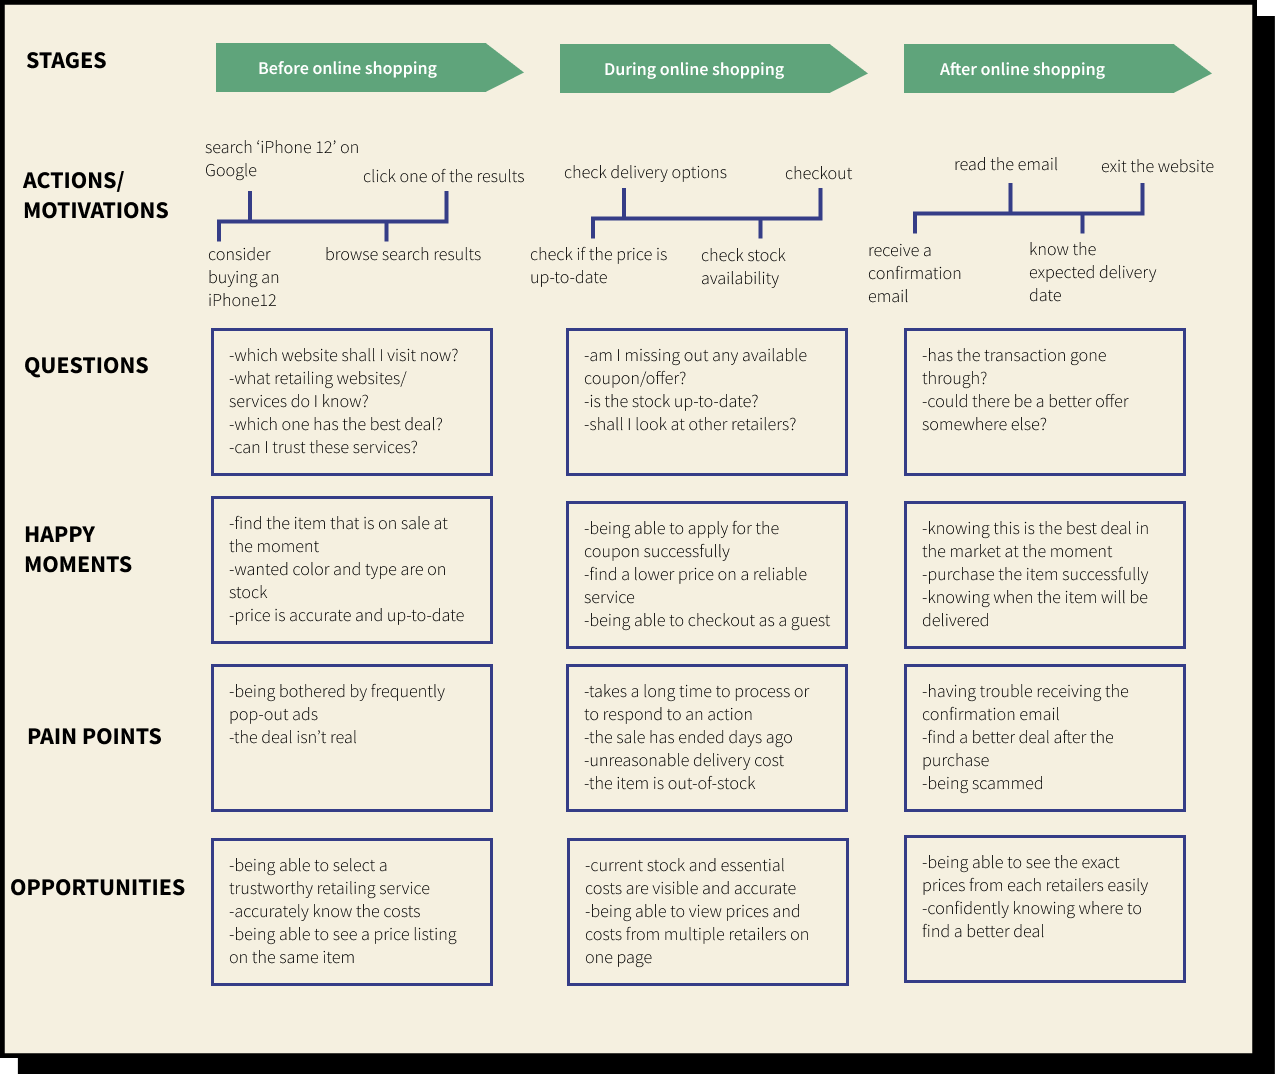 STAGES
Before online shopping
During online shopping
After online shopping
ACTIONS/
MOTIVATIONS
search ‘iPhone 12’ on
Google
click one of the results
consider
buying an
iPhone12
browse search results
check delivery options
checkout
check if the price is
up-to-date
check stock
availability
read the email
exit the website
receive a
confirmation
email
know the
expected delivery
date
QUESTIONS
-which website shall I visit now?
-what retailing websites/
services do I know?
-which one has the best deal?
-can I trust these services?
-am I missing out any available
coupon/offer?
-is the stock up-to-date?
-shall I look at other retailers?
-has the transaction gone
through?
-could there be a better offer
somewhere else?
HAPPY
MOMENTS
-find the item that is on sale at
the moment
-wanted color and type are on
stock
-price is accurate and up-to-date
-being able to apply for the
coupon successfully
-find a lower price on a reliable
service
-being able to checkout as a guest
-knowing this is the best deal in
the market at the moment
-purchase the item successfully
-knowing when the item will be
delivered
PAIN POINTS
-being bothered by frequently
pop-out ads
-the deal isn’t real
-takes a long time to process or
to respond to an action
-the sale has ended days ago
-unreasonable delivery cost
-the item is out-of-stock
-having trouble receiving the
confirmation email
-find a better deal after the
purchase
-being scammed
OPPORTUNITIES
-being able to select a
trustworthy retailing service
-accurately know the costs
-being able to see a price listing
on the same item
-current stock and essential
costs are visible and accurate
-being able to view prices and
costs from multiple retailers on
one page
-being able to see the exact
prices from each retailers easily
-confidently knowing where to
find a better deal